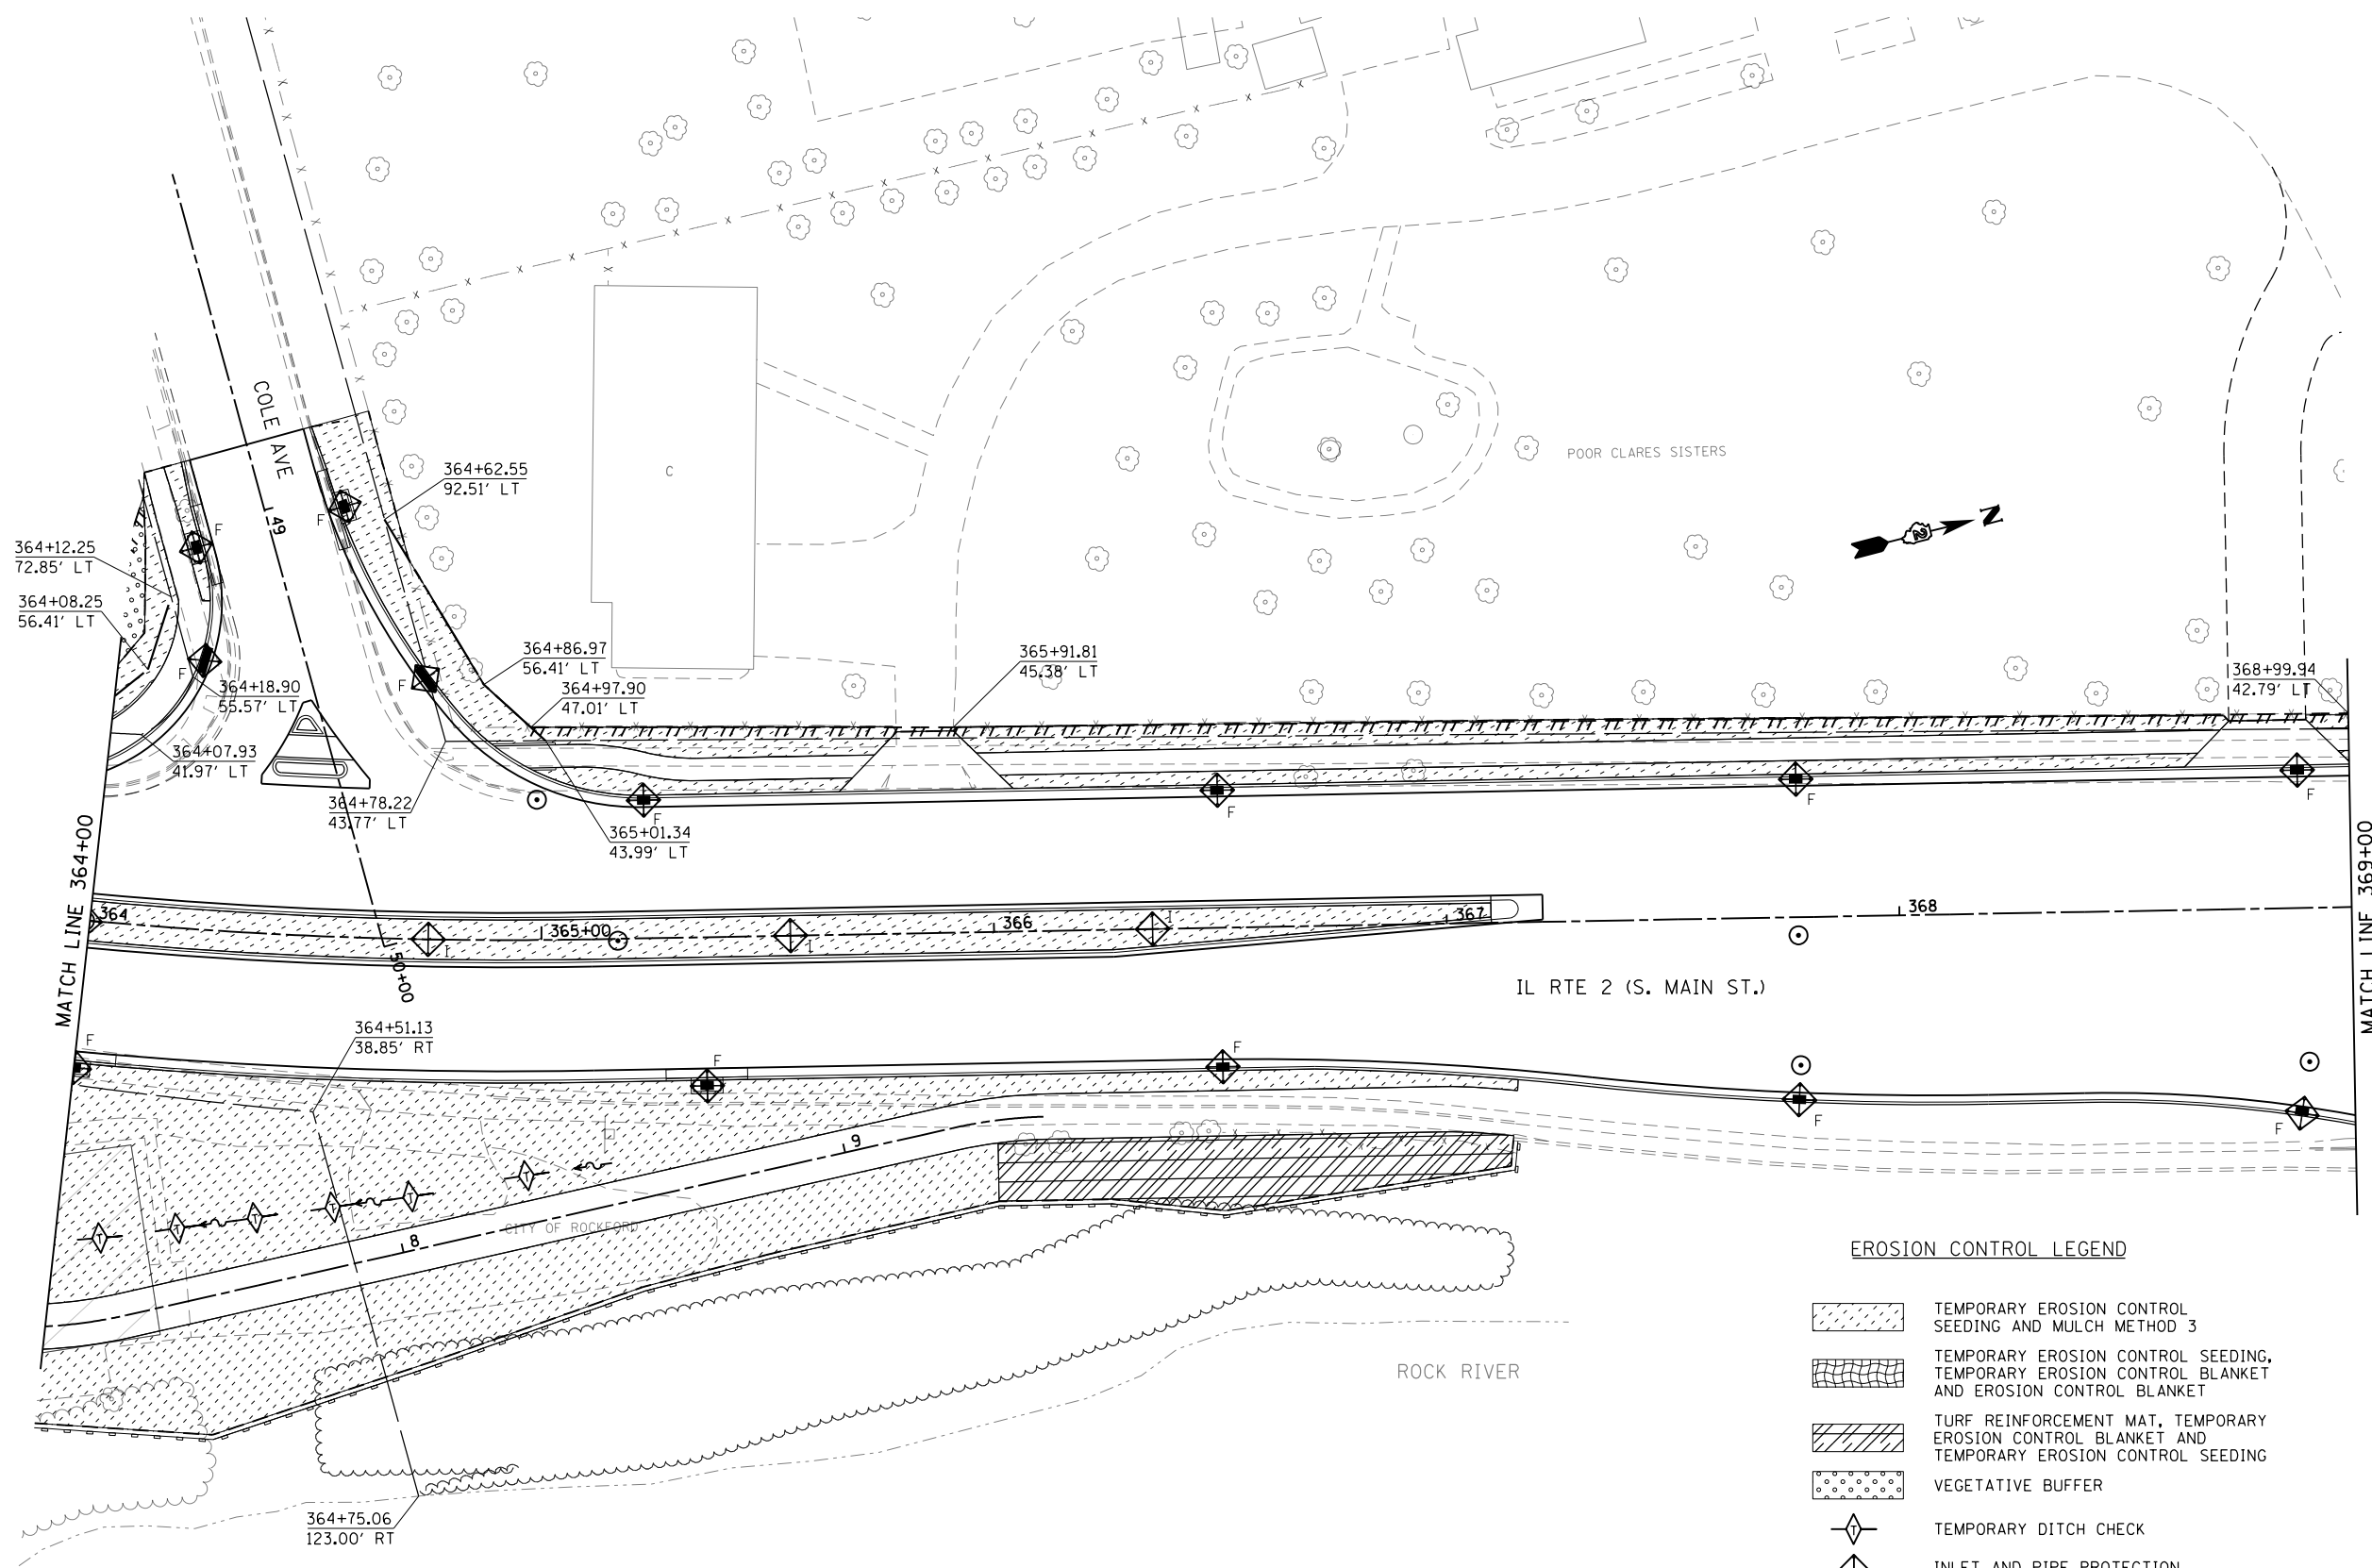 COLE AVE
49
364+62.55
92.51' LT
364+12.25
72.85' LT
364+08.25
56.41' LT
F
F
F
F
364+86.97
56.41' LT
364+97.90
47.01' LT
365+91.81
45.38' LT
368+99.94
42.79' LT
364+18.90
55.57' LT
364+07.93
41.97' LT
364+78.22
43.77' LT
365+01.34
43.99' LT
F
F
F
F
C
POOR CLARES SISTERS
N
2
MATCH LINE 364+00
MATCH LINE 369+00
364
365+00
366
367
368
I
I
I
50+00
IL RTE 2 (S. MAIN ST.)
364+51.13
38.85' RT
F
F
F
F
F
9
8
T
T
T
T
T
T
CITY OF ROCKFORD
ROCK RIVER
364+75.06
123.00' RT
EROSION CONTROL LEGEND
TEMPORARY EROSION CONTROL
SEEDING AND MULCH METHOD 3
TEMPORARY EROSION CONTROL SEEDING,
TEMPORARY EROSION CONTROL BLANKET
AND EROSION CONTROL BLANKET
TURF REINFORCEMENT MAT, TEMPORARY
EROSION CONTROL BLANKET AND
TEMPORARY EROSION CONTROL SEEDING
VEGETATIVE BUFFER
T
TEMPORARY DITCH CHECK
INLET AND PIPE PROTECTION